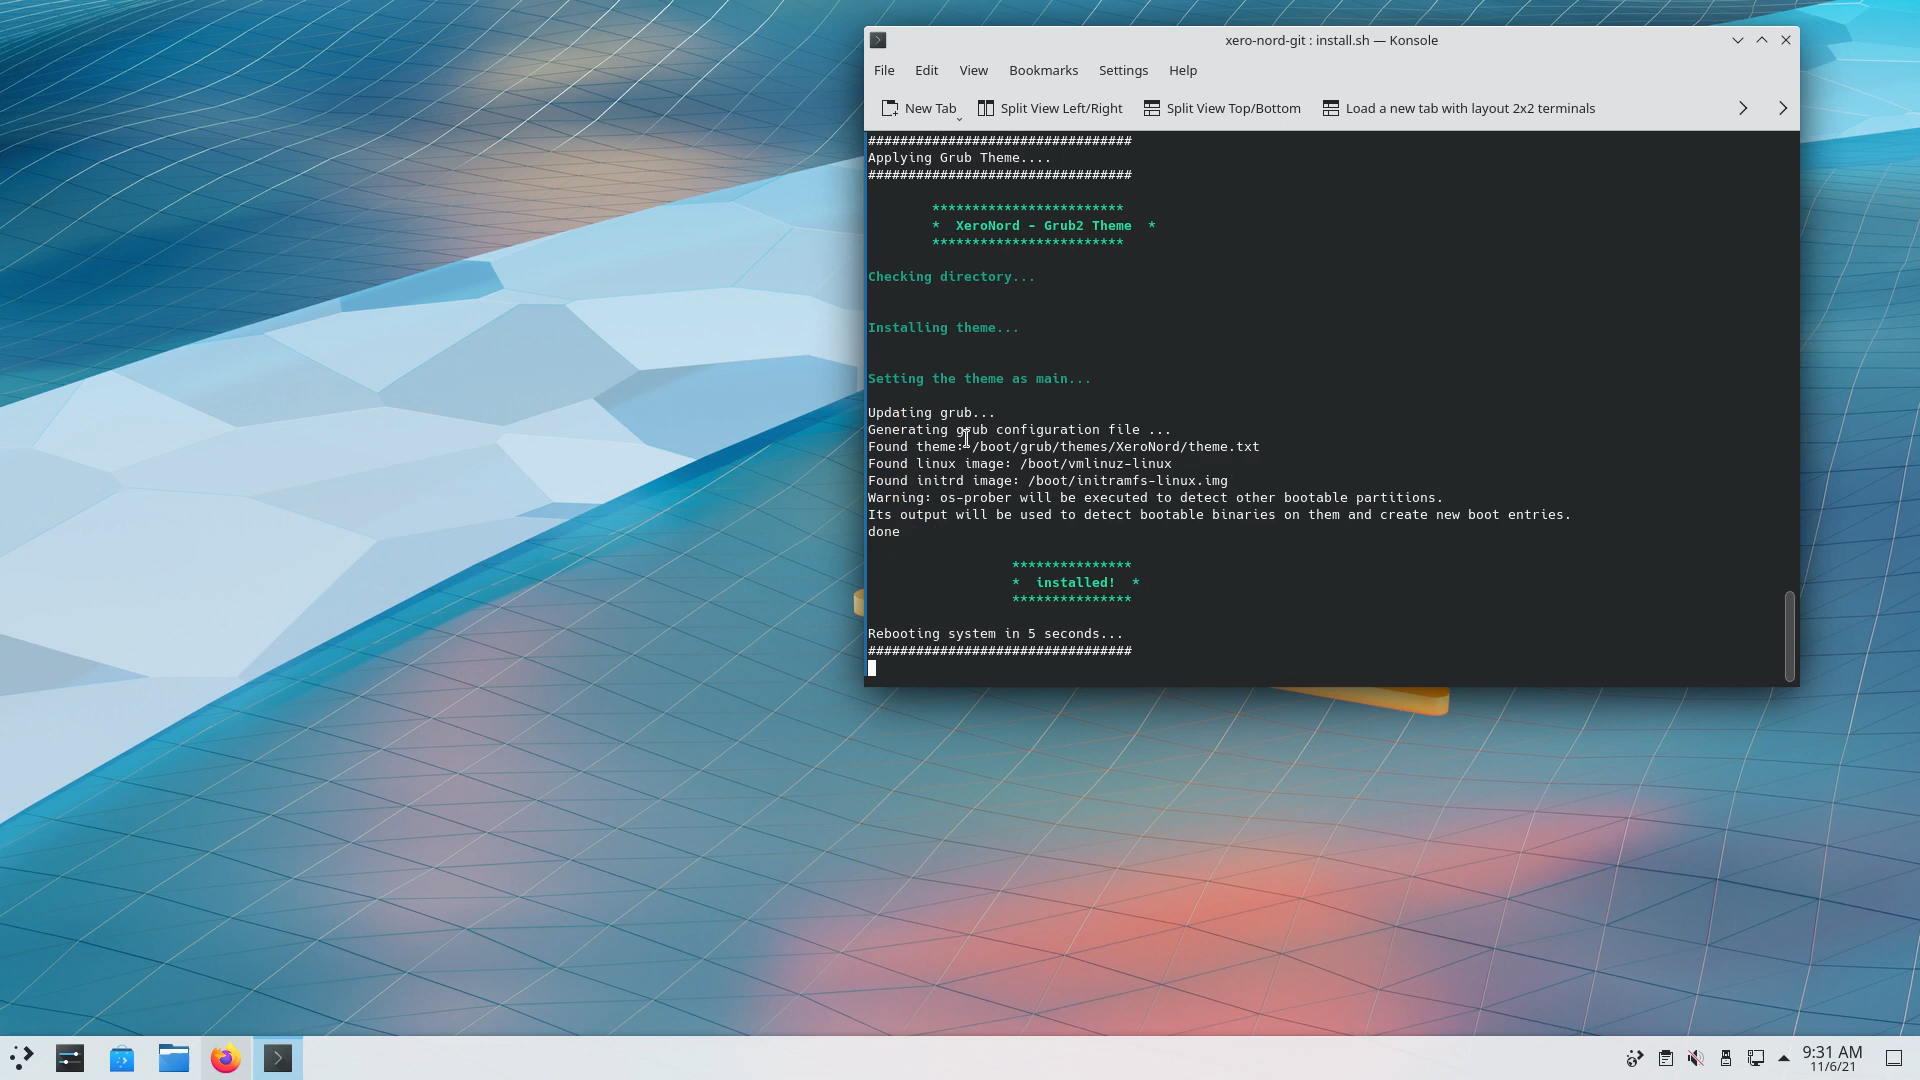 xero-nord-git : install.sh — Konsole
File Edit View Bookmarks Settings Help
New Tab Split View Left/Right Split View Top/Bottom Load a new tab with layout 2x2 terminals
#################################
Applying Grub Theme....
#################################
************************
* XeroNord - Grub2 Theme *
************************
Checking directory...
Installing theme...
Setting the theme as main...
Updating grub...
Generating grub configuration file ...
Found theme: /boot/grub/themes/XeroNord/theme.txt
Found linux image: /boot/vmlinuz-linux
Found initrd image: /boot/initramfs-linux.img
Warning: os-prober will be executed to detect other bootable partitions.
Its output will be used to detect bootable binaries on them and create new boot entries.
done
***************
* installed! *
***************
Rebooting system in 5 seconds...
#################################
9:31 AM
11/6/21